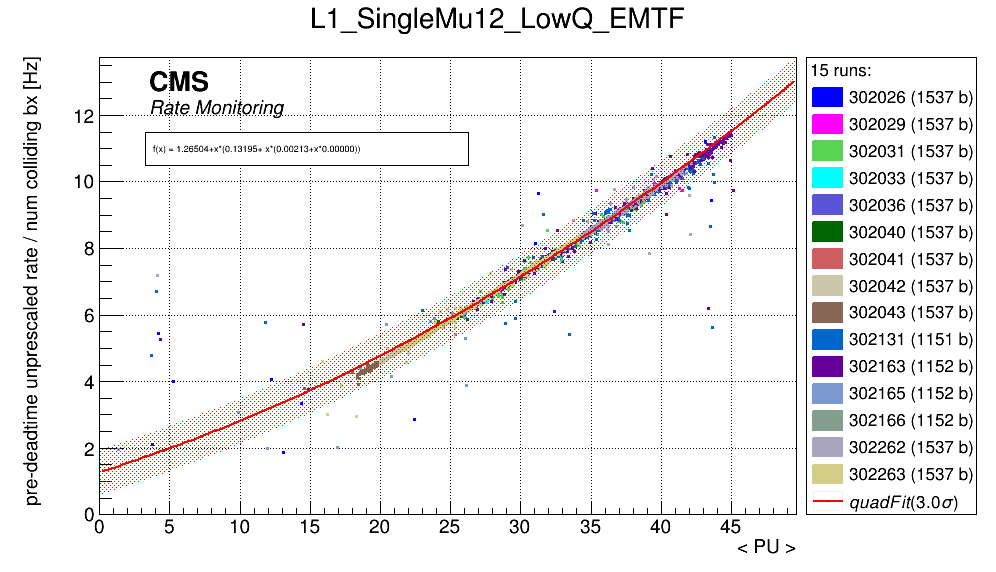 L1_SingleMu12_LowQ_EMTF
pre-deadtime unprescaled rate / num colliding bx [Hz]
CMS
Rate Monitoring
f(x) = 1.26504+x*(0.13195+ x*(0.00213+x*0.00000))
12
10
8
6
4
2
0
0 5 10 15 20 25 30 35 40 45
< PU >
15 runs:
302026 (1537 b)
302029 (1537 b)
302031 (1537 b)
302033 (1537 b)
302036 (1537 b)
302040 (1537 b)
302041 (1537 b)
302042 (1537 b)
302043 (1537 b)
302131 (1151 b)
302163 (1152 b)
302165 (1152 b)
302166 (1152 b)
302262 (1537 b)
302263 (1537 b)
quadFit(3.0σ)